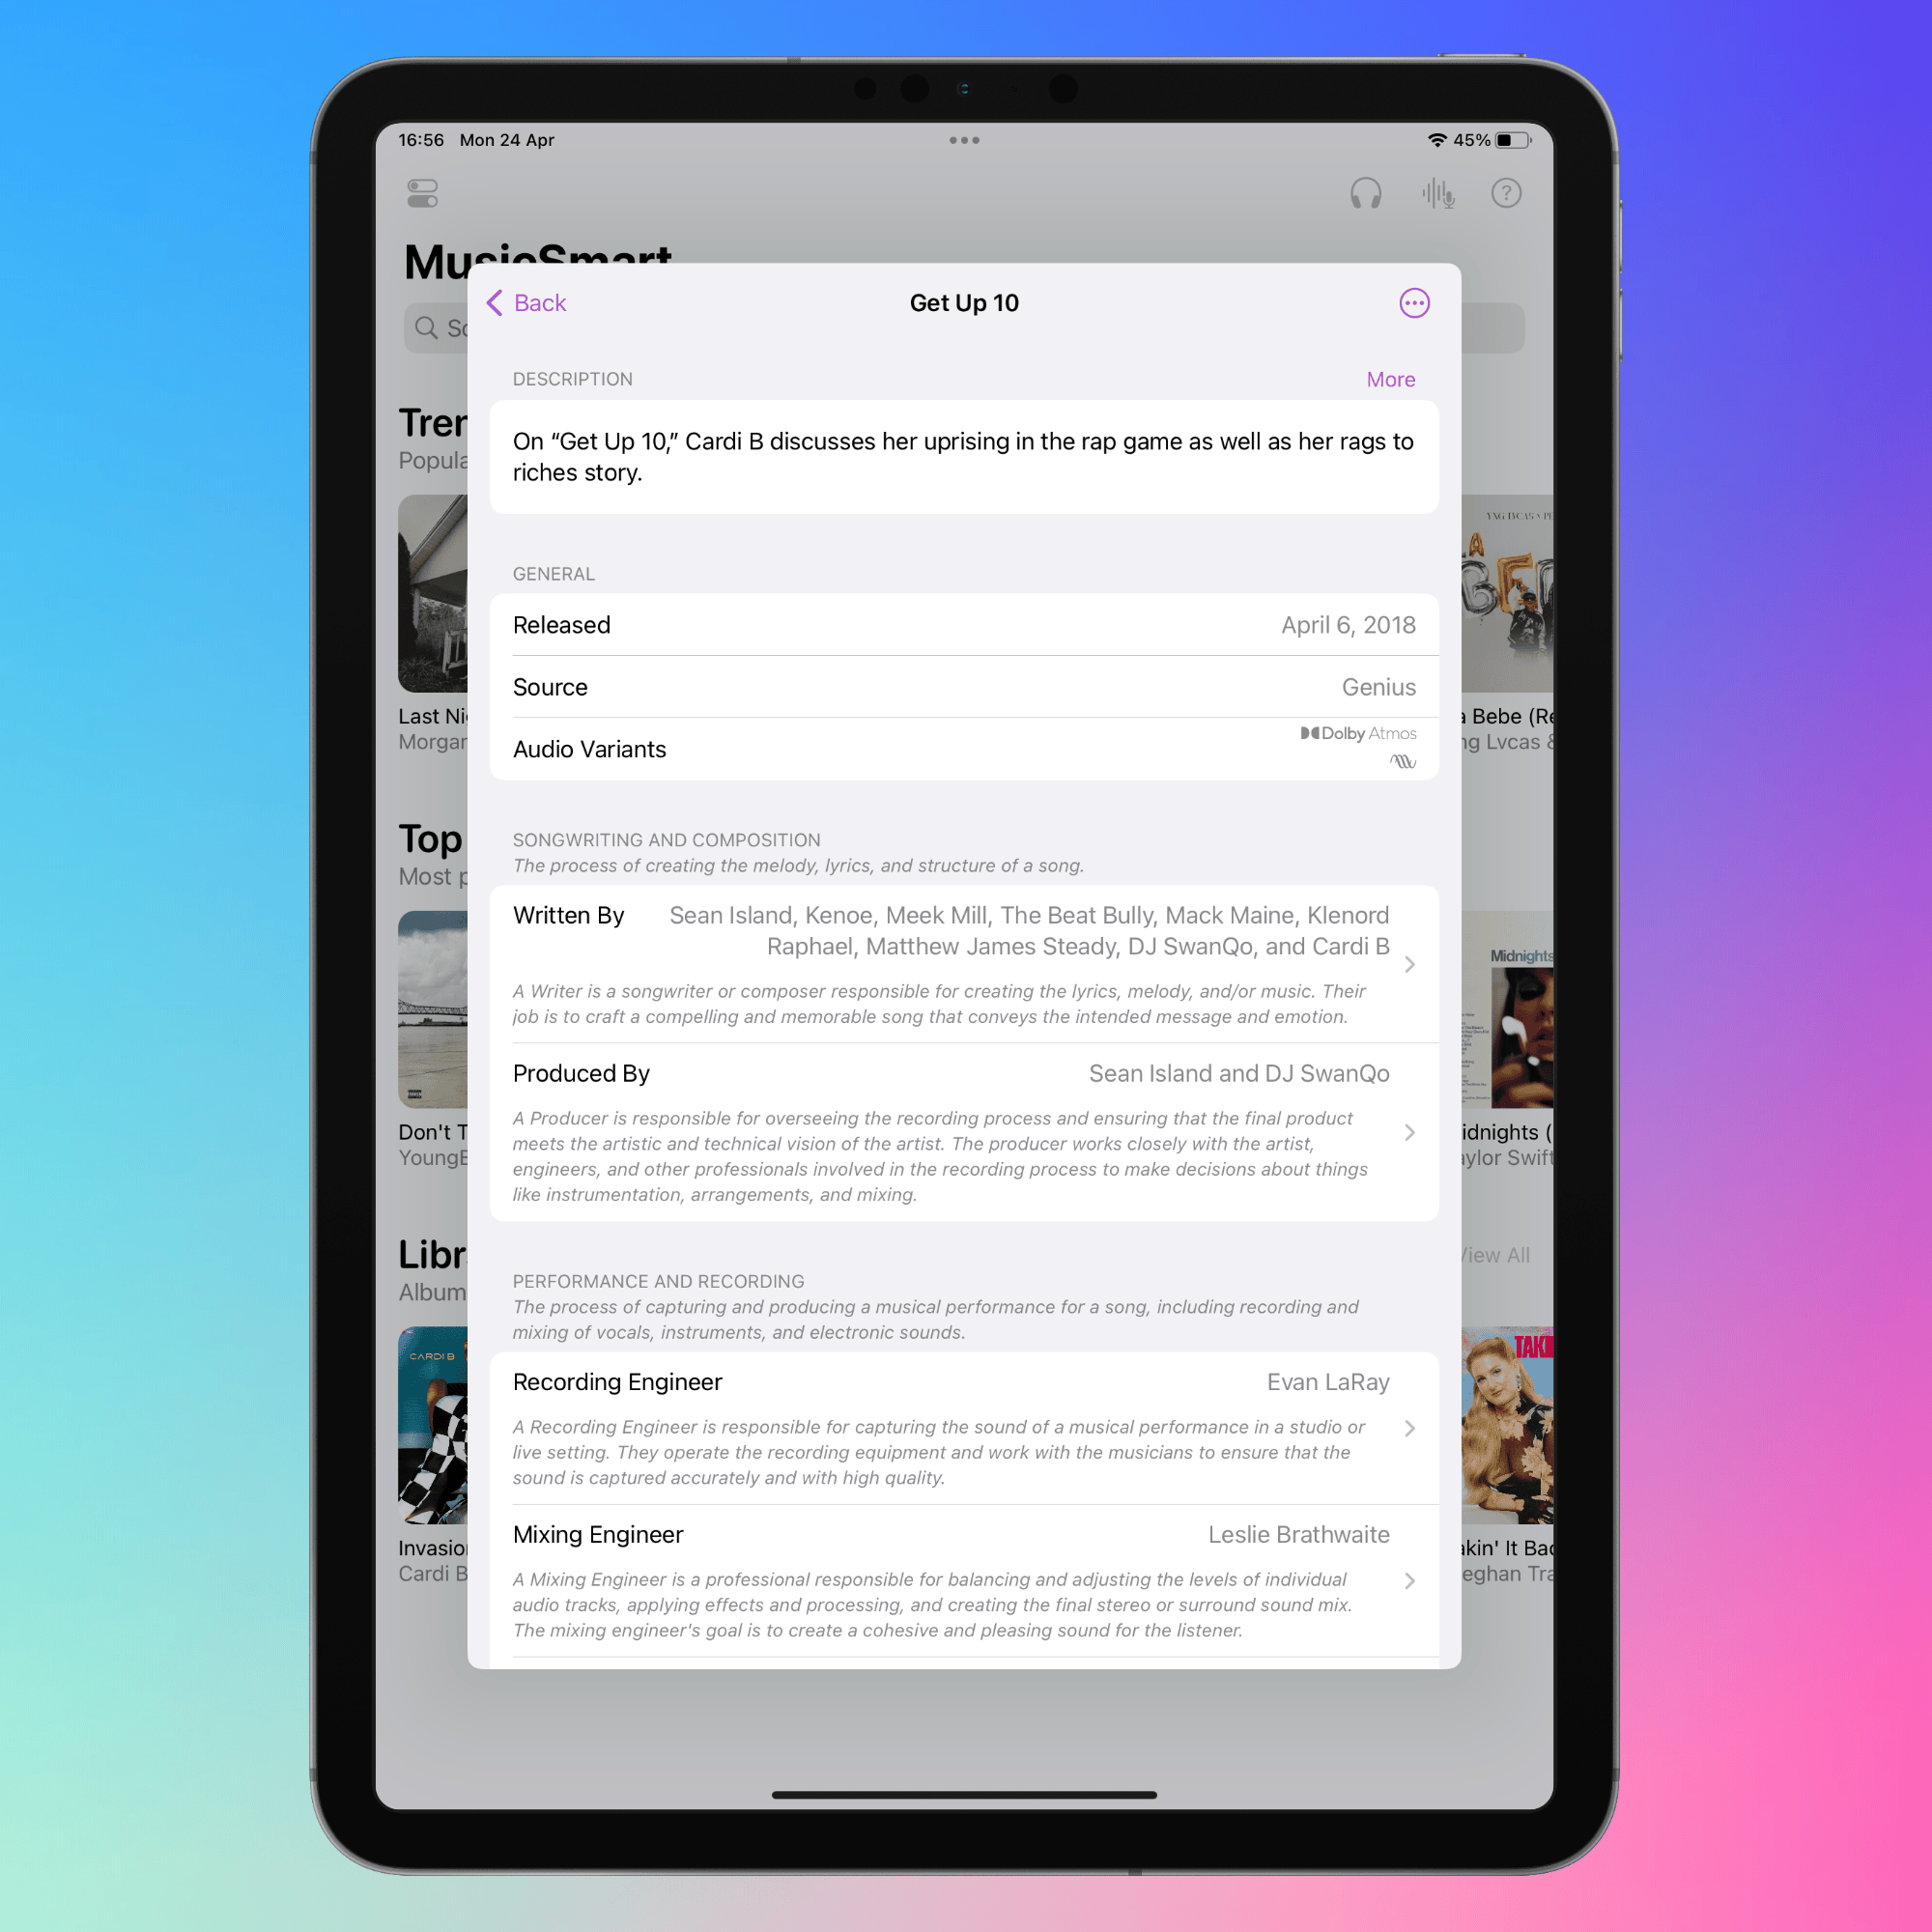 16:56 Mon 24 Apr
45%
MusicSmart
Back
Get Up 10
DESCRIPTION
More
On “Get Up 10,” Cardi B discusses her uprising in the rap game as well as her rags to
riches story.
GENERAL
Released
April 6, 2018
Source
Genius
Audio Variants
Dolby Atmos
SONGWRITING AND COMPOSITION
The process of creating the melody, lyrics, and structure of a song.
Written By
Sean Island, Kenoe, Meek Mill, The Beat Bully, Mack Maine, Klenord
Raphael, Matthew James Steady, DJ SwanQo, and Cardi B
A Writer is a songwriter or composer responsible for creating the lyrics, melody, and/or music. Their
job is to craft a compelling and memorable song that conveys the intended message and emotion.
Produced By
Sean Island and DJ SwanQo
A Producer is responsible for overseeing the recording process and ensuring that the final product
meets the artistic and technical vision of the artist. The producer works closely with the artist,
engineers, and other professionals involved in the recording process to make decisions about things
like instrumentation, arrangements, and mixing.
PERFORMANCE AND RECORDING
The process of capturing and producing a musical performance for a song, including recording and
mixing of vocals, instruments, and electronic sounds.
Recording Engineer
Evan LaRay
A Recording Engineer is responsible for capturing the sound of a musical performance in a studio or
live setting. They operate the recording equipment and work with the musicians to ensure that the
sound is captured accurately and with high quality.
Mixing Engineer
Leslie Brathwaite
A Mixing Engineer is a professional responsible for balancing and adjusting the levels of individual
audio tracks, applying effects and processing, and creating the final stereo or surround sound mix.
The mixing engineer's goal is to create a cohesive and pleasing sound for the listener.
Tren
Popula
Last Ni
Morgan
Top
Most p
Don't T
YoungB
Libr
Album
CARDI B
Invasio
Cardi B
a Bebe (Re
ng Lvcas &
Midnights
idnights (
aylor Swift
View All
TAK
akin' It Bac
eghan Tra